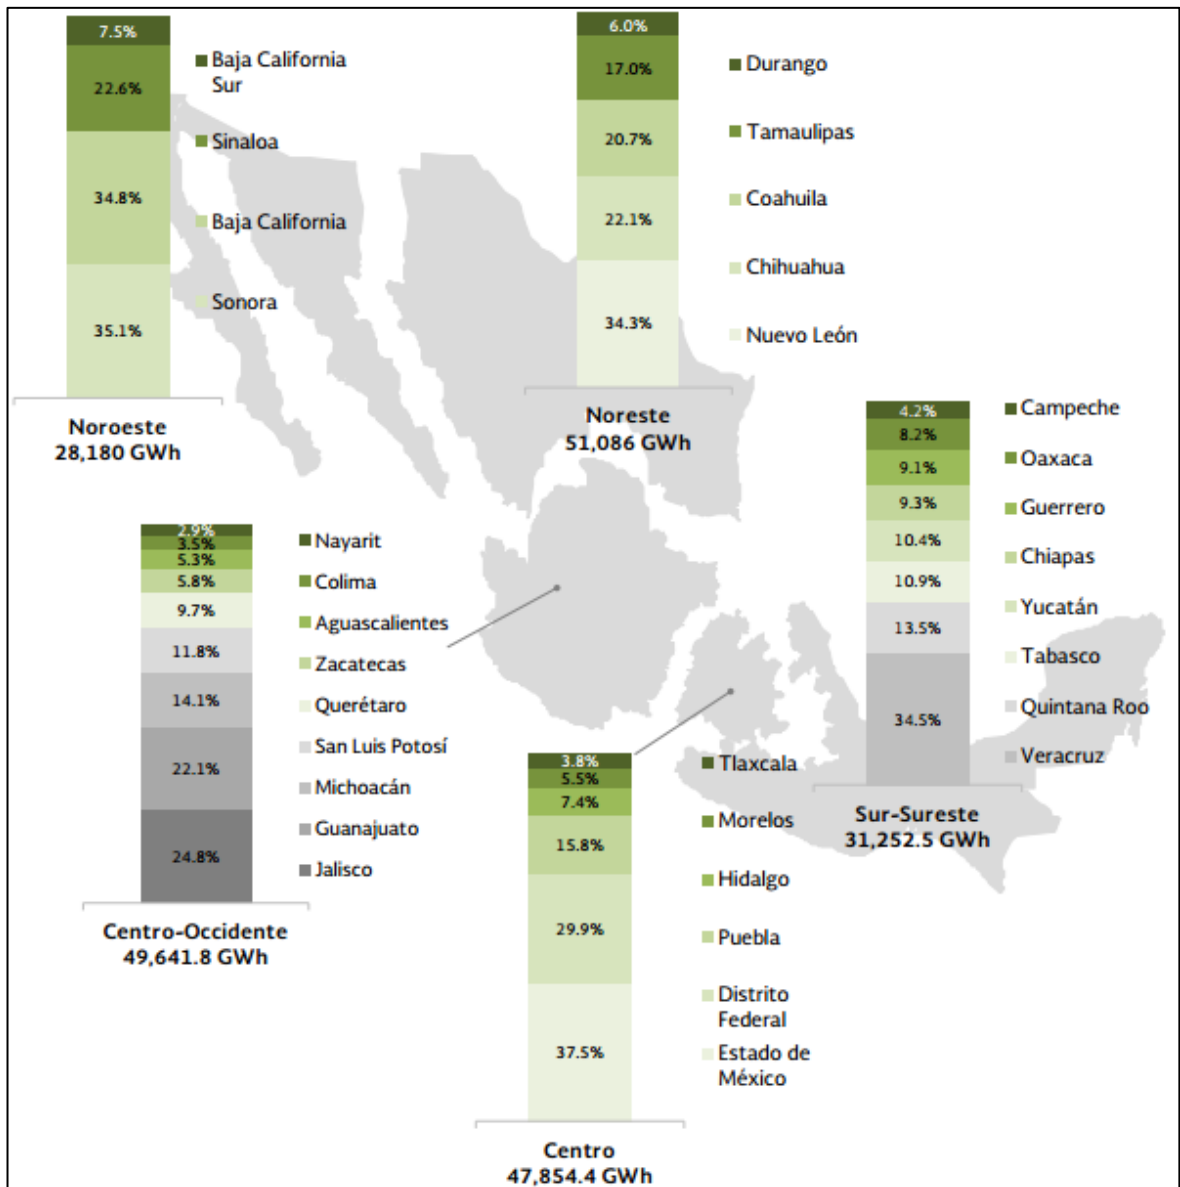 7.5%
22.6%
34.8%
35.1%
Baja California
Sur
Sinaloa
Baja California
Sonora
Noroeste
28,180 GWh
6.0%
17.0%
20.7%
22.1%
34.3%
Durango
Tamaulipas
Coahuila
Chihuahua
Nuevo León
Noreste
51,086 GWh
4.2%
8.2%
9.1%
9.3%
10.4%
10.9%
13.5%
34.5%
Campeche
Oaxaca
Guerrero
Chiapas
Yucatán
Tabasco
Quintana Roo
Veracruz
Sur-Sureste
31,252.5 GWh
2.9%
3.5%
5.3%
5.8%
9.7%
11.8%
14.1%
22.1%
24.8%
Nayarit
Colima
Aguascalientes
Zacatecas
Querétaro
San Luis Potosí
Michoacán
Guanajuato
Jalisco
Centro-Occidente
49,641.8 GWh
3.8%
5.5%
7.4%
15.8%
29.9%
37.5%
Tlaxcala
Morelos
Hidalgo
Puebla
Distrito
Federal
Estado de
México
Centro
47,854.4 GWh